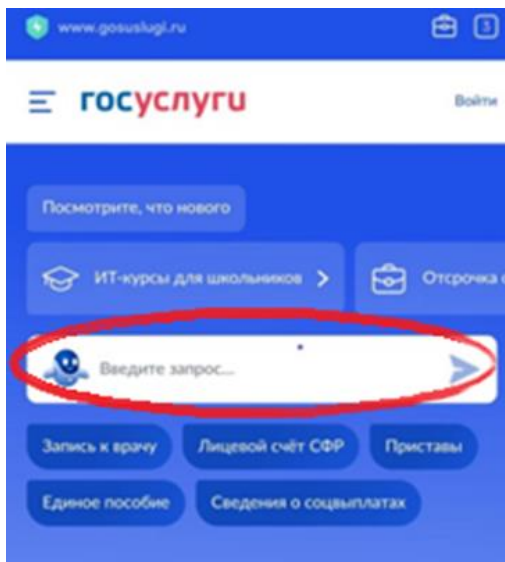 www.gosuslugi.ru 3
госуслуги Войти
Посмотрите, что нового
ИТ-курсы для школьников Отсрочка
Введите запрос...
Запись к врачу Лицевой счёт СФР Приставы
Единое пособие Сведения о соцвыплатах